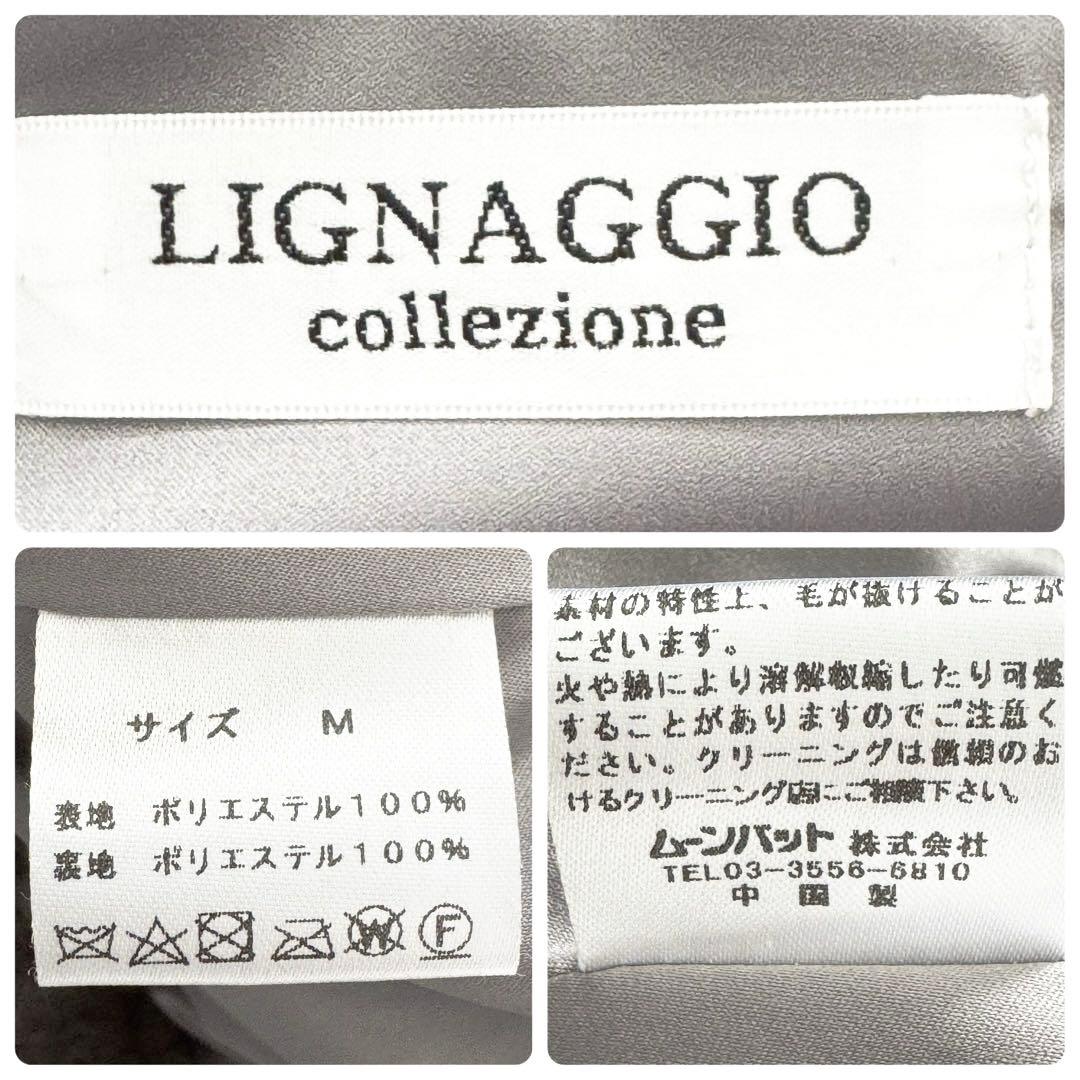 LIGNAGGIO
collezione
サイズ M
表地 ポリエステル100%
裏地 ポリエステル100%
W F
素材の特性上、毛が抜けることが
ございます。
火や熱により溶解収縮したり可燃
することがありますのでご注意く
ださい。クリーニングは信頼のお
けるクリーニング店にご相談下さい。
ムーンバット 株式会社
TEL03-3556-6810
中国製